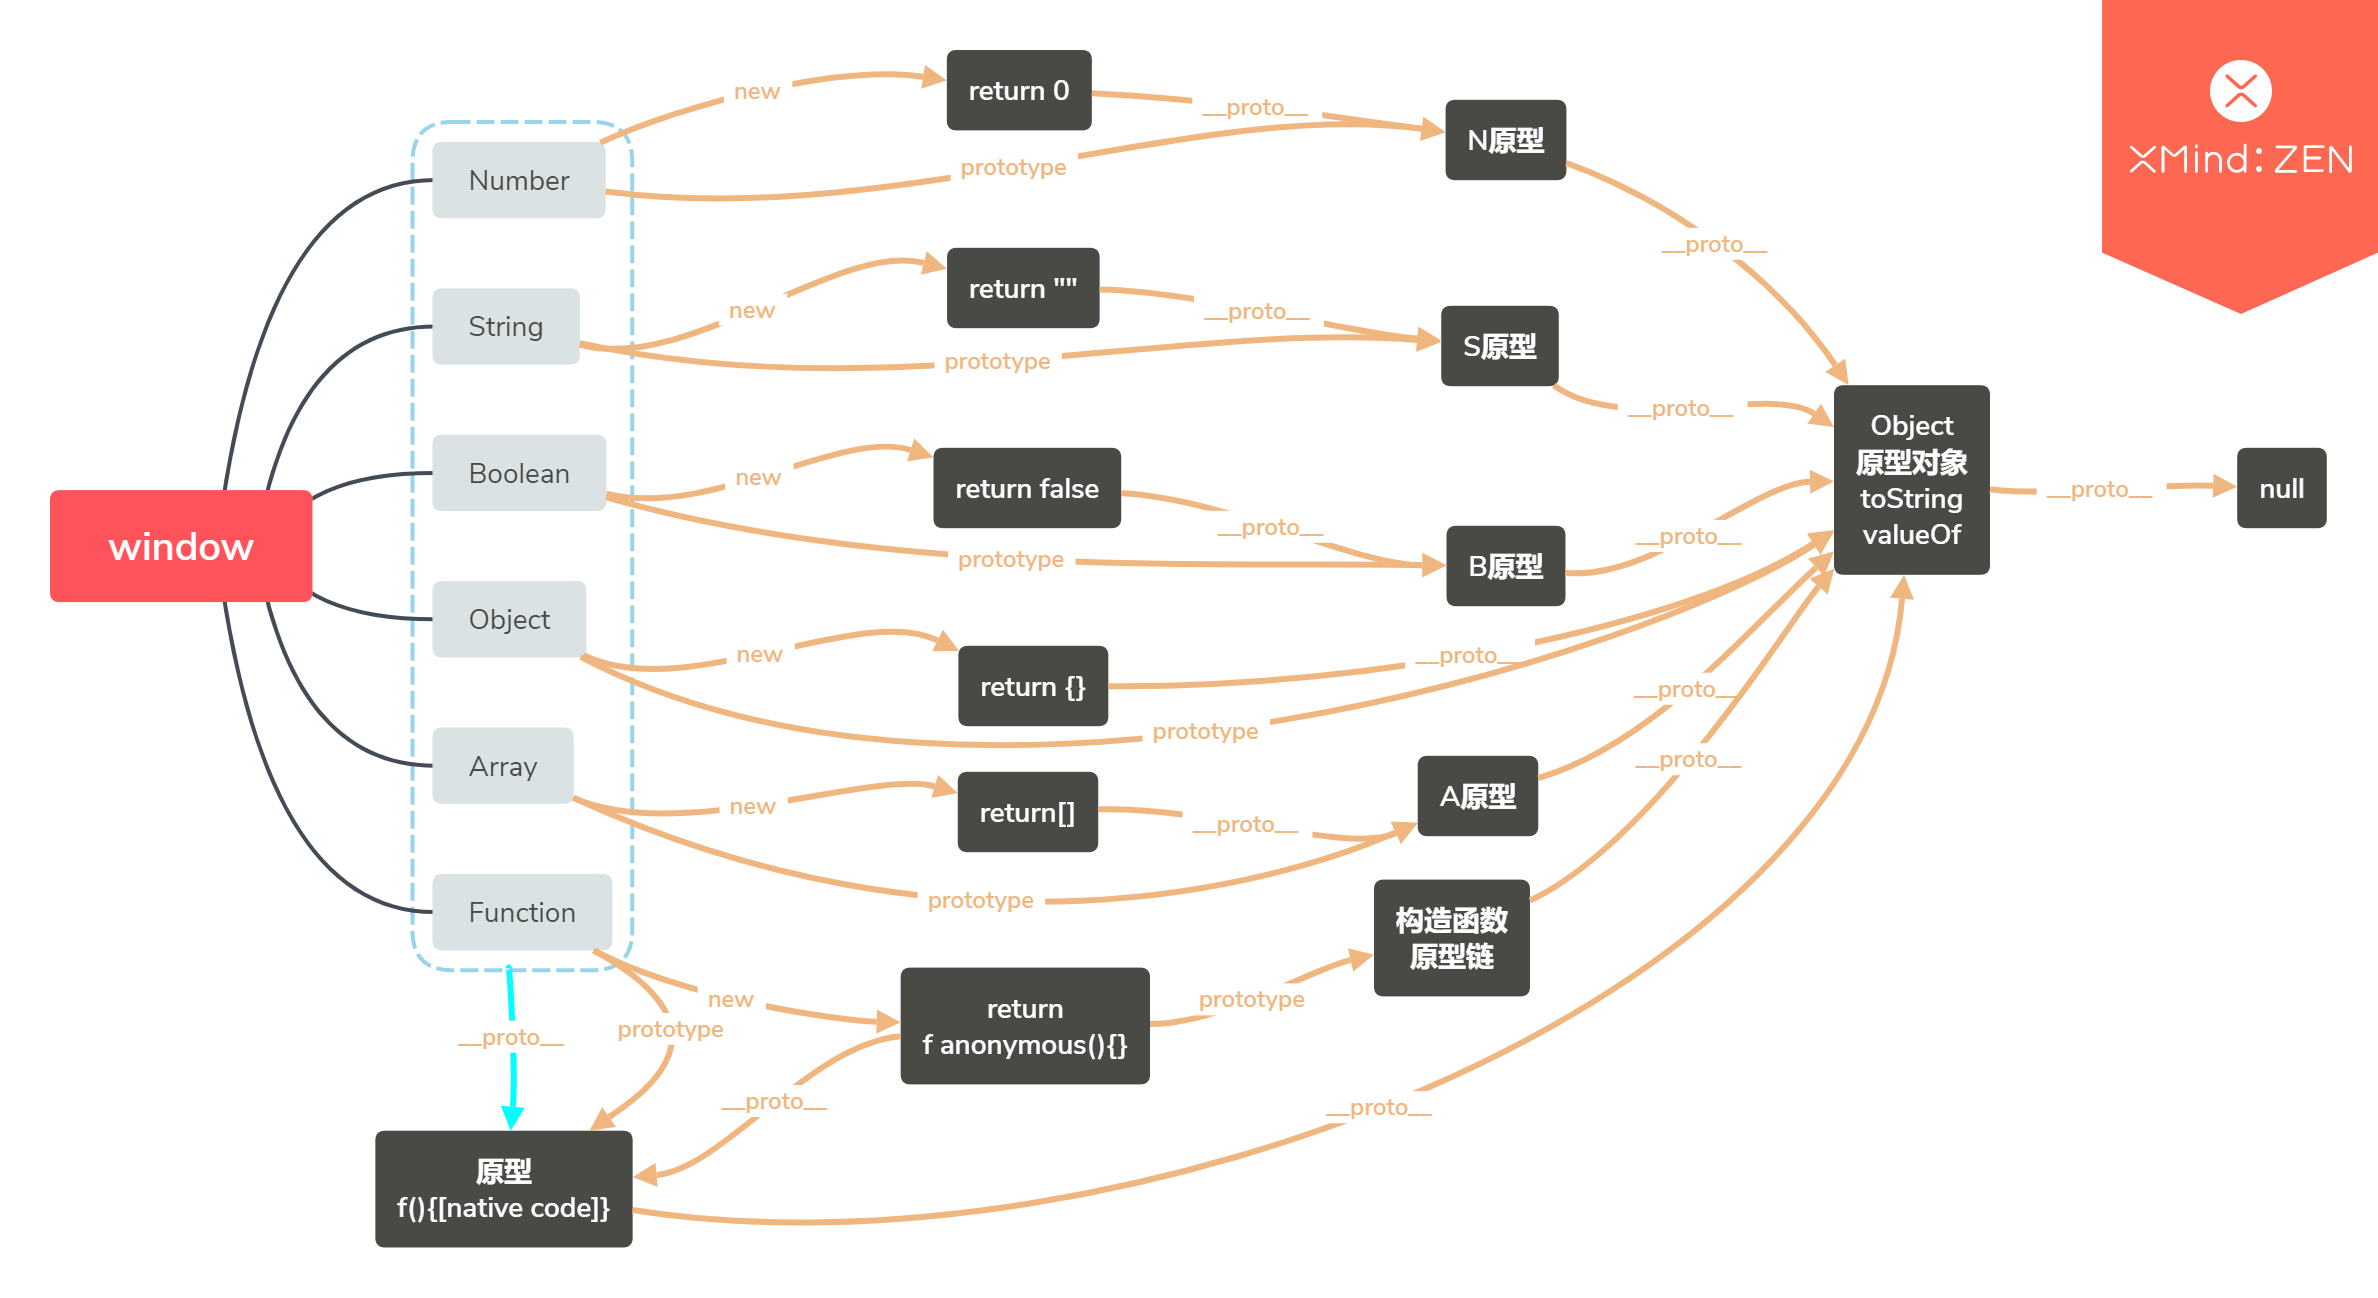 window
Number
String
Boolean
Object
Array
Function
new
return 0
__proto__
N原型
prototype
__proto__
new
return ""
__proto__
S原型
prototype
__proto__
new
return false
__proto__
B原型
prototype
__proto__
new
return {}
__proto__
prototype
new
return[]
__proto__
A原型
prototype
__proto__
构造函数
原型链
__proto__
new
return
f anonymous(){}
prototype
__proto__
prototype
__proto__
原型
f(){[native code]}
__proto__
Object
原型对象
toString
valueOf
__proto__
null
XMind: ZEN